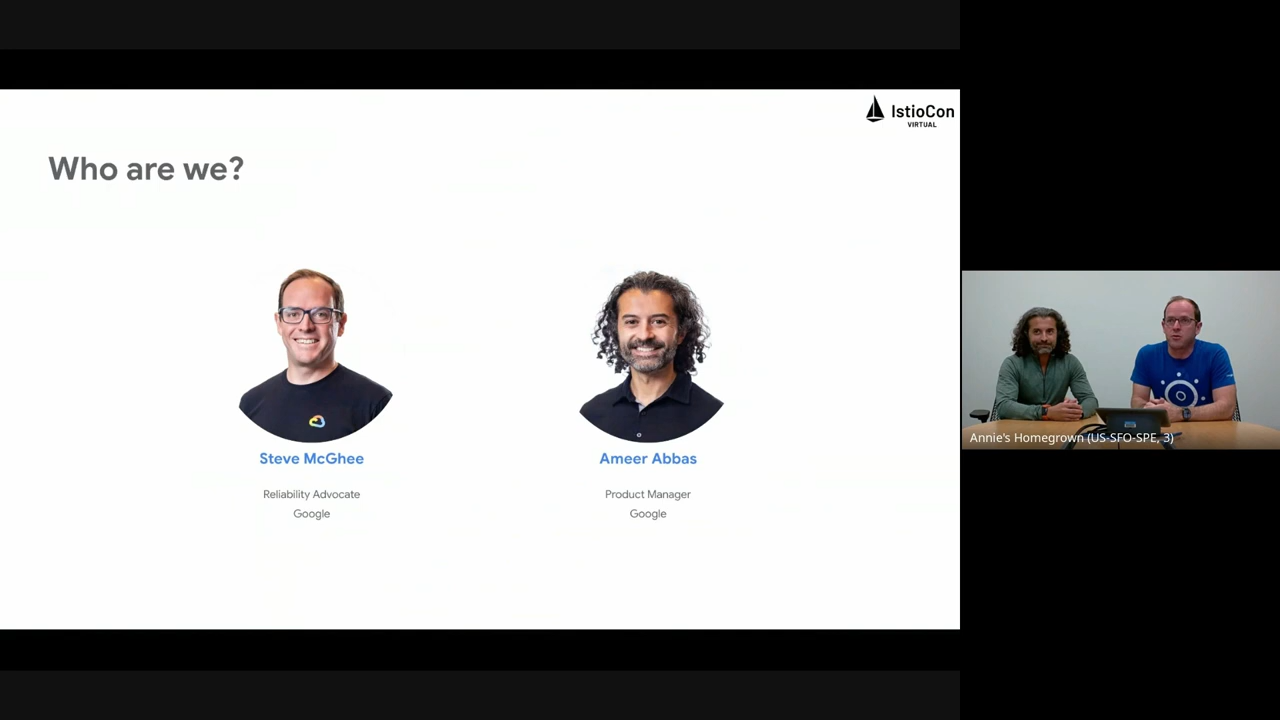 IstioCon
VIRTUAL
Who are we?
Steve McGhee
Reliability Advocate
Google
Ameer Abbas
Product Manager
Google
Annie's Homegrown (US-SFO-SPE, 3)